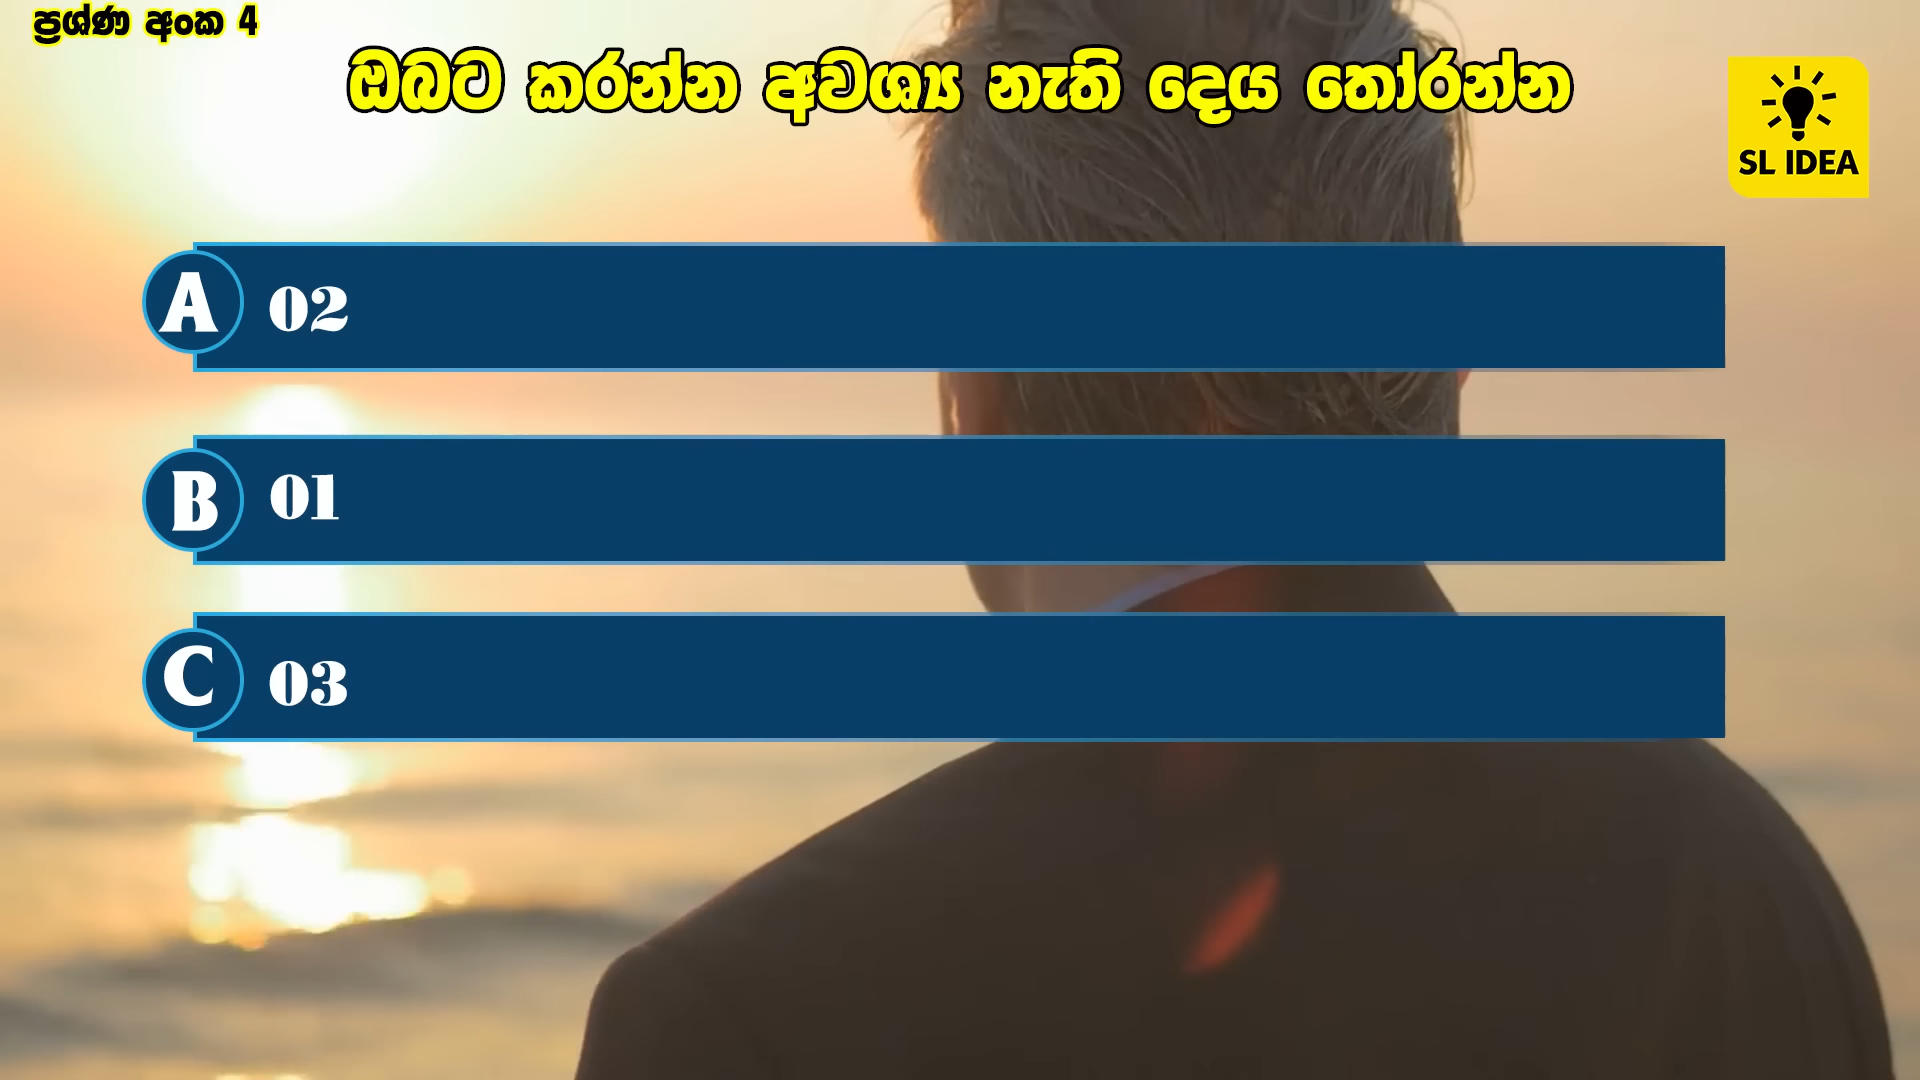 ප්‍රශ්ණ අංක 4
ඔබට කරන්න අවශ්‍ය නැති දෙය තෝරන්න
SL IDEA
A 02
B 01
C 03